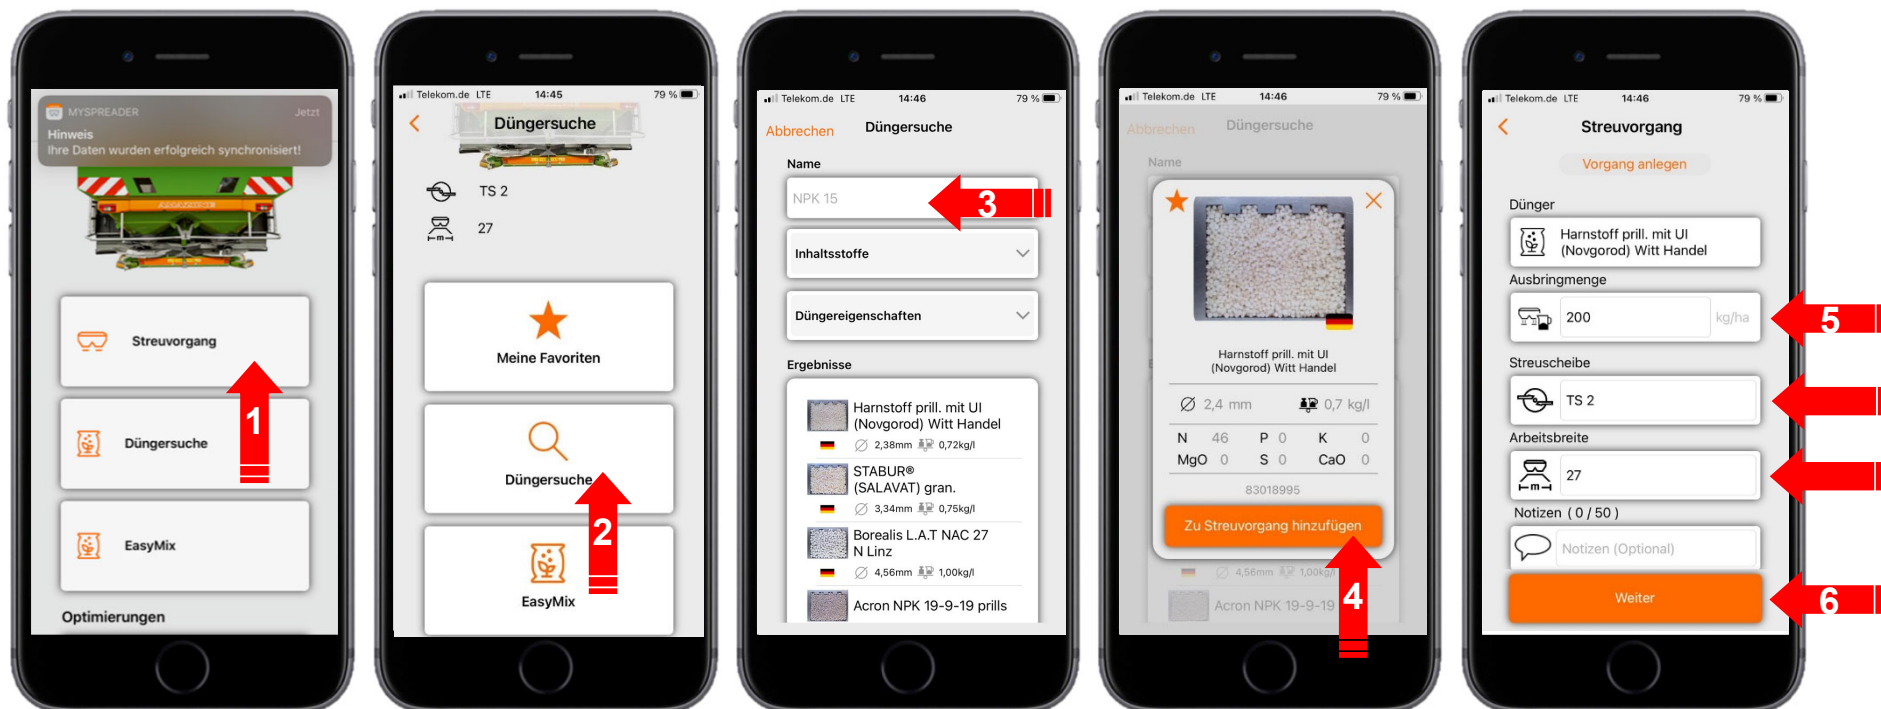 MYSPREADER Jetzt
Hinweis
Ihre Daten wurden erfolgreich synchronisiert!
AMAZONE
Streuvorgang
1
Düngersuche
EasyMix
Optimierungen
Telekom.de LTE 14:45 79 %
Düngersuche
TS 2
27
Meine Favoriten
Düngersuche
2
EasyMix
Telekom.de LTE 14:46 79 %
Abbrechen Düngersuche
Name
NPK 15
3
Inhaltsstoffe
Düngereigenschaften
Ergebnisse
Harnstoff prill. mit UI
(Novgorod) Witt Handel
2,38mm 0,72kg/l
STABUR®
(SALAVAT) gran.
3,34mm 0,75kg/l
Borealis L.A.T NAC 27
N Linz
4,56mm 1,00kg/l
Acron NPK 19-9-19 prills
Telekom.de LTE 14:46 79 %
Abbrechen Düngersuche
Name
Harnstoff prill. mit UI
(Novgorod) Witt Handel
2,4 mm 0,7 kg/l
N 46 P 0 K 0
MgO 0 S 0 CaO 0
83018995
Zu Streuvorgang hinzufügen
4,56mm 1,00kg/l
Acron NPK 19-9-19
4
Telekom.de LTE 14:46 79 %
Streuvorgang
Vorgang anlegen
Dünger
Harnstoff prill. mit UI
(Novgorod) Witt Handel
Ausbringmenge
200 kg/ha
5
Streuscheibe
TS 2
Arbeitsbreite
m
27
Notizen ( 0 / 50 )
Notizen (Optional)
Weiter
6